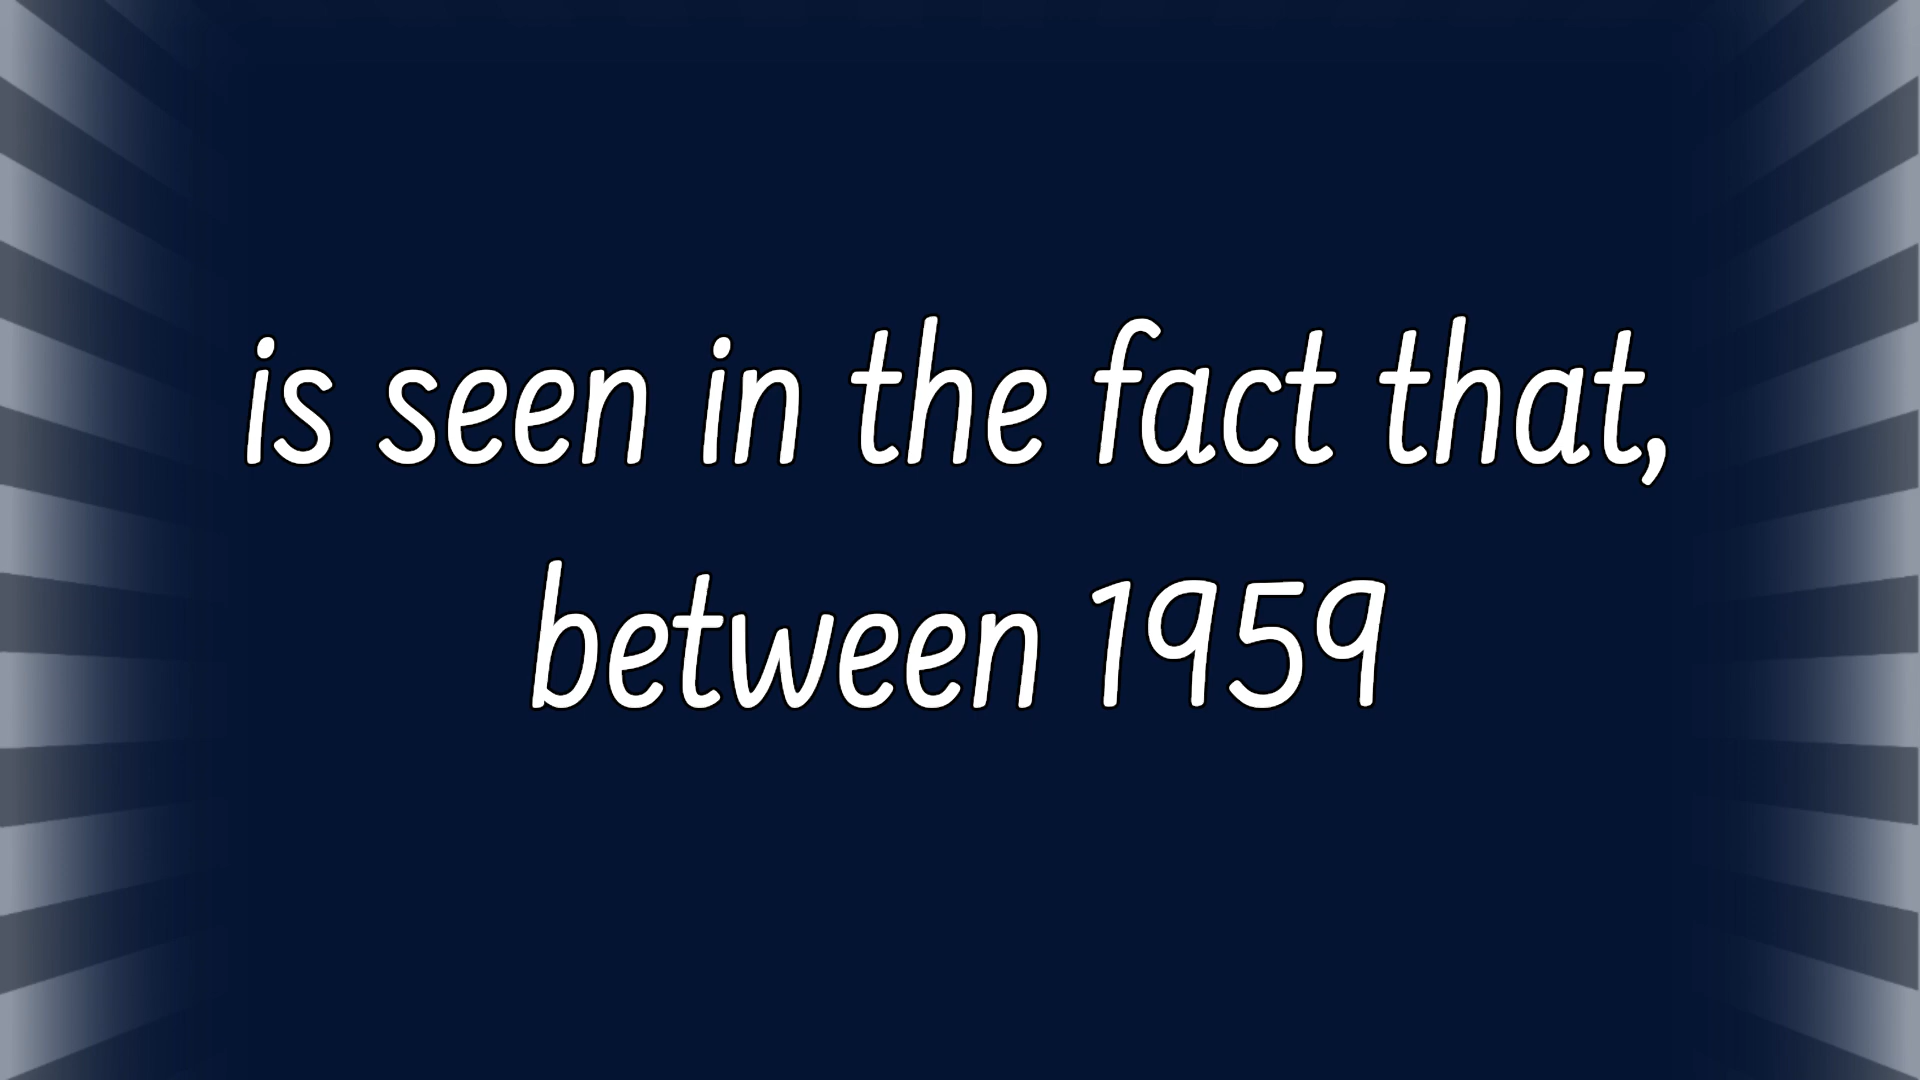 is seen in the fact that,
between 1959